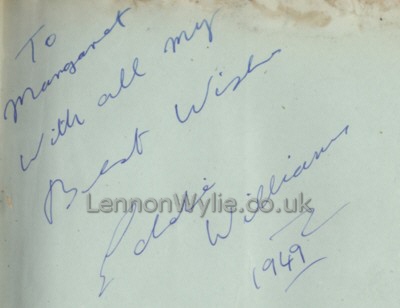 To
Margaret
With all my
Best Wishes
LennonWylie.co.uk
Eddie
Williams
1949